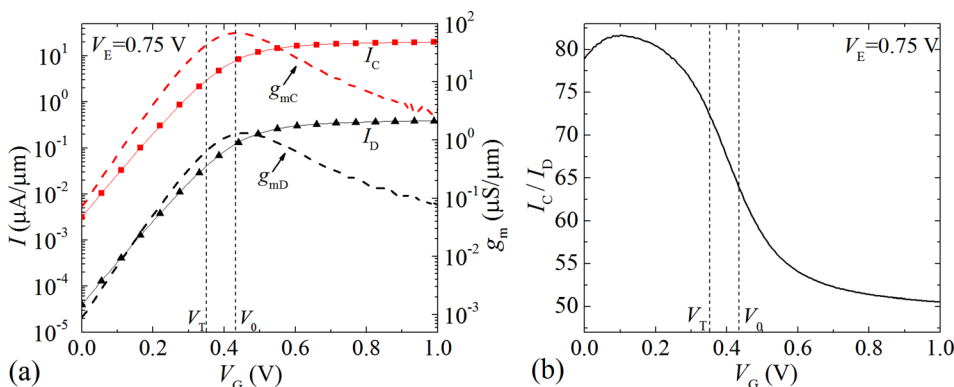 V_E=0.75 V
I_C
g_mC
I_D
g_mD
V_T
V_0
I (μA/μm)
10^1
10^0
10^-1
10^-2
10^-3
10^-4
10^-5
g_m (μS/μm)
10^2
10^1
10^0
10^-1
10^-2
10^-3
0.0 0.2 0.4 0.6 0.8 1.0
V_G (V)
(a)
V_E=0.75 V
I_C / I_D
80
75
70
65
60
55
50
V_T
V_0
0.0 0.2 0.4 0.6 0.8 1.0
V_G (V)
(b)